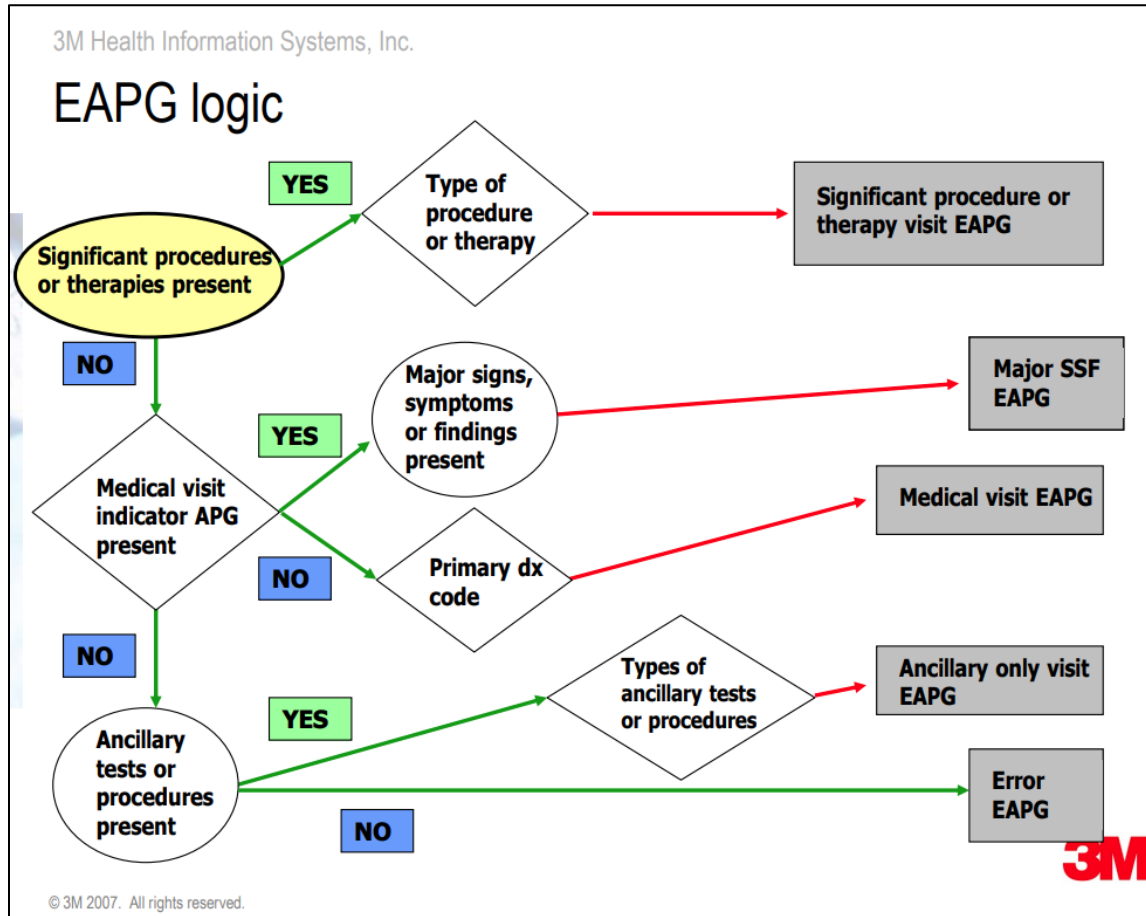 3M Health Information Systems, Inc.
EAPG logic
YES
Type of
procedure
or therapy
Significant procedure or
therapy visit EAPG
Significant procedures
or therapies present
NO
Major signs,
symptoms
or findings
present
Major SSF
EAPG
YES
Medical visit
indicator APG
present
Medical visit EAPG
NO
Primary dx
code
NO
Types of
ancillary tests
or procedures
Ancillary only visit
EAPG
YES
Ancillary
tests or
procedures
present
Error
EAPG
NO
3M
© 3M 2007. All rights reserved.